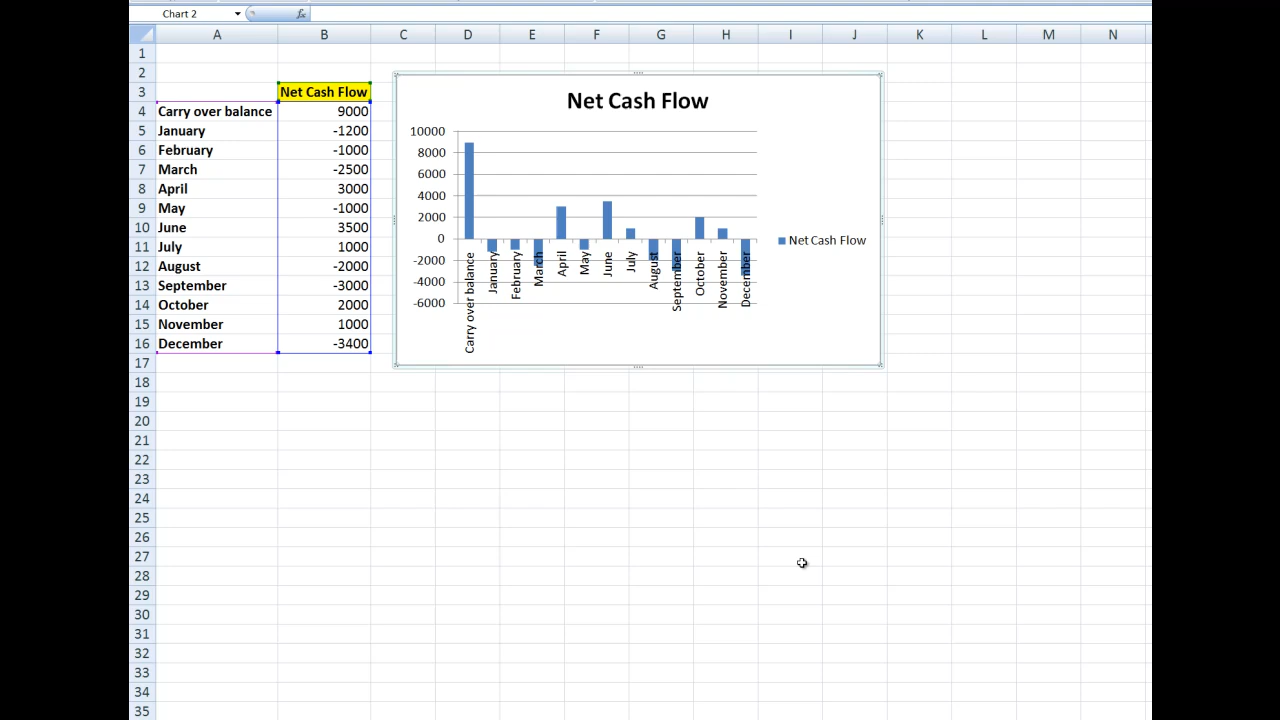 Chart 2 fx
A B C D E F G H I J K L M N
1
2
3 Net Cash Flow
4 Carry over balance 9000
5 January -1200
6 February -1000
7 March -2500
8 April 3000
9 May -1000
10 June 3500
11 July 1000
12 August -2000
13 September -3000
14 October 2000
15 November 1000
16 December -3400
17
18
19
20
21
22
23
24
25
26
27
28
29
30
31
32
33
34
35
Net Cash Flow
10000
8000
6000
4000
2000
0
-2000
-4000
-6000
Carry over balance
January
February
March
April
May
June
July
August
September
October
November
December
Net Cash Flow